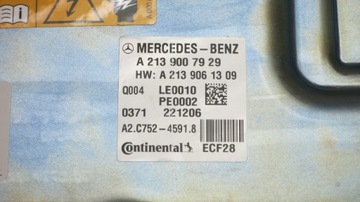 MERCEDES-BENZ
A 213 900 79 29
HW: A 213 906 13 09
Q004 LE0010
PE0002
0371 221206
A2.C752-4591.8
Continental ECF28